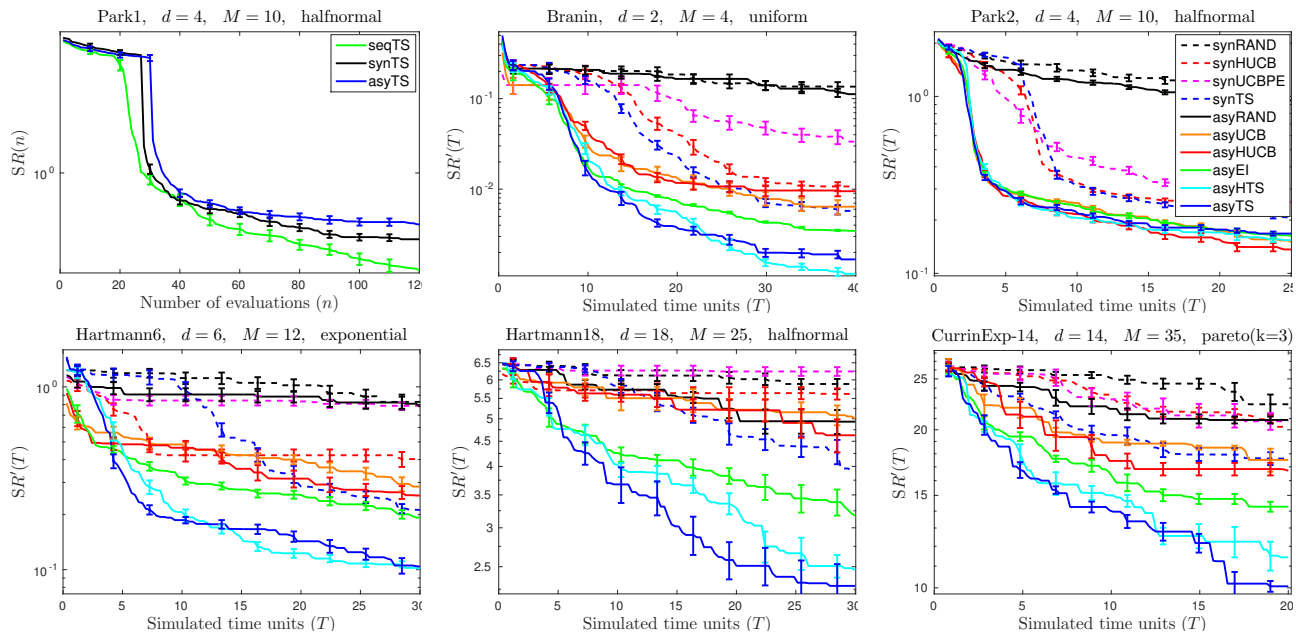 Park1, d = 4, M = 10, halfnormal
SR(n)
10^0
seqTS
synTS
asyTS
0 20 40 60 80 100 120
Number of evaluations (n)
Branin, d = 2, M = 4, uniform
SR′(T)
10^-1
10^-2
0 10 20 30 40
Simulated time units (T)
Park2, d = 4, M = 10, halfnormal
SR′(T)
10^0
10^-1
synRAND
synHUCB
synUCBPE
synTS
asyRAND
asyUCB
asyHUCB
asyEI
asyHTS
asyTS
0 5 10 15 20 25
Simulated time units (T)
Hartmann6, d = 6, M = 12, exponential
SR′(T)
10^0
10^-1
0 5 10 15 20 25 30
Simulated time units (T)
Hartmann18, d = 18, M = 25, halfnormal
SR′(T)
6.5
6
5.5
5
4.5
4
3.5
3
2.5
0 5 10 15 20 25 30
Simulated time units (T)
CurrinExp-14, d = 14, M = 35, pareto(k=3)
SR′(T)
25
20
15
10
0 5 10 15 20
Simulated time units (T)